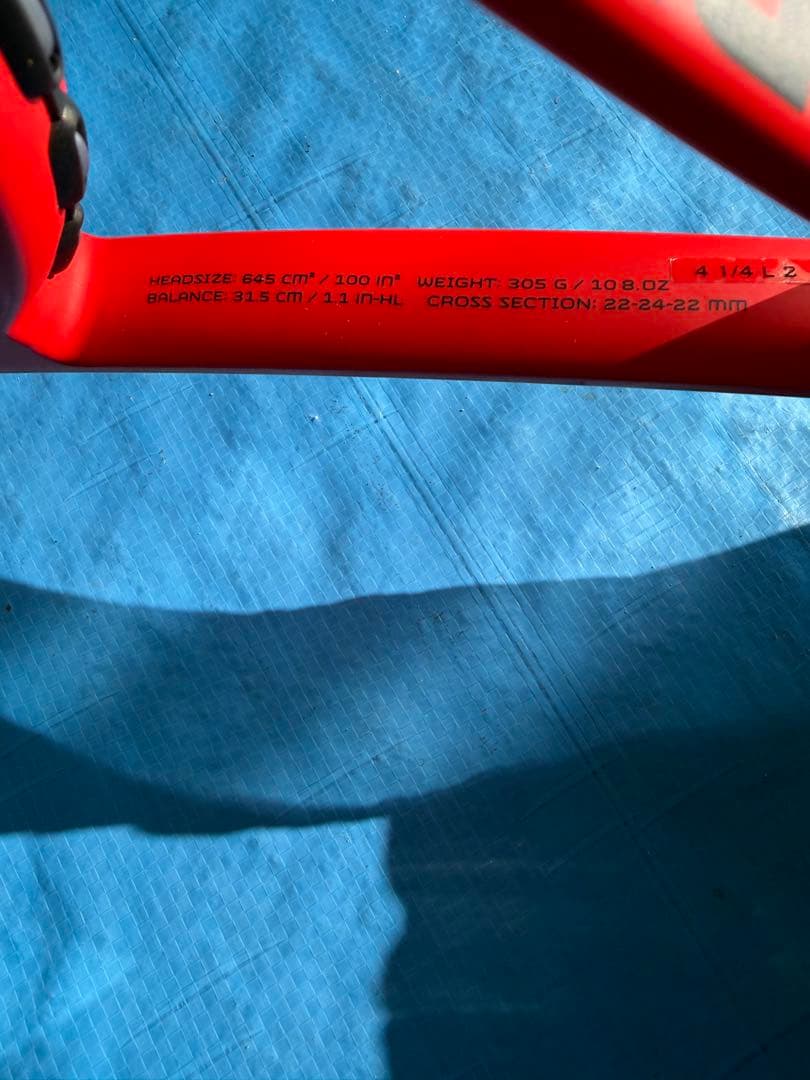 HEADSIZE: 645 cm² / 100 in² WEIGHT: 305 G / 10 8.OZ
BALANCE: 31.5 cm / 1.1 in-HL CROSS SECTION: 22-24-22 mm
4 1/4 L 2